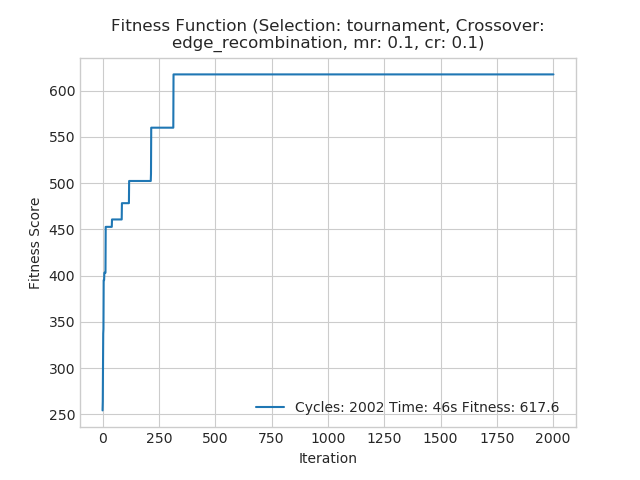 Fitness Function (Selection: tournament, Crossover:
edge_recombination, mr: 0.1, cr: 0.1)
600
550
500
450
400
350
300
250
Fitness Score
Cycles: 2002 Time: 46s Fitness: 617.6
0 250 500 750 1000 1250 1500 1750 2000
Iteration